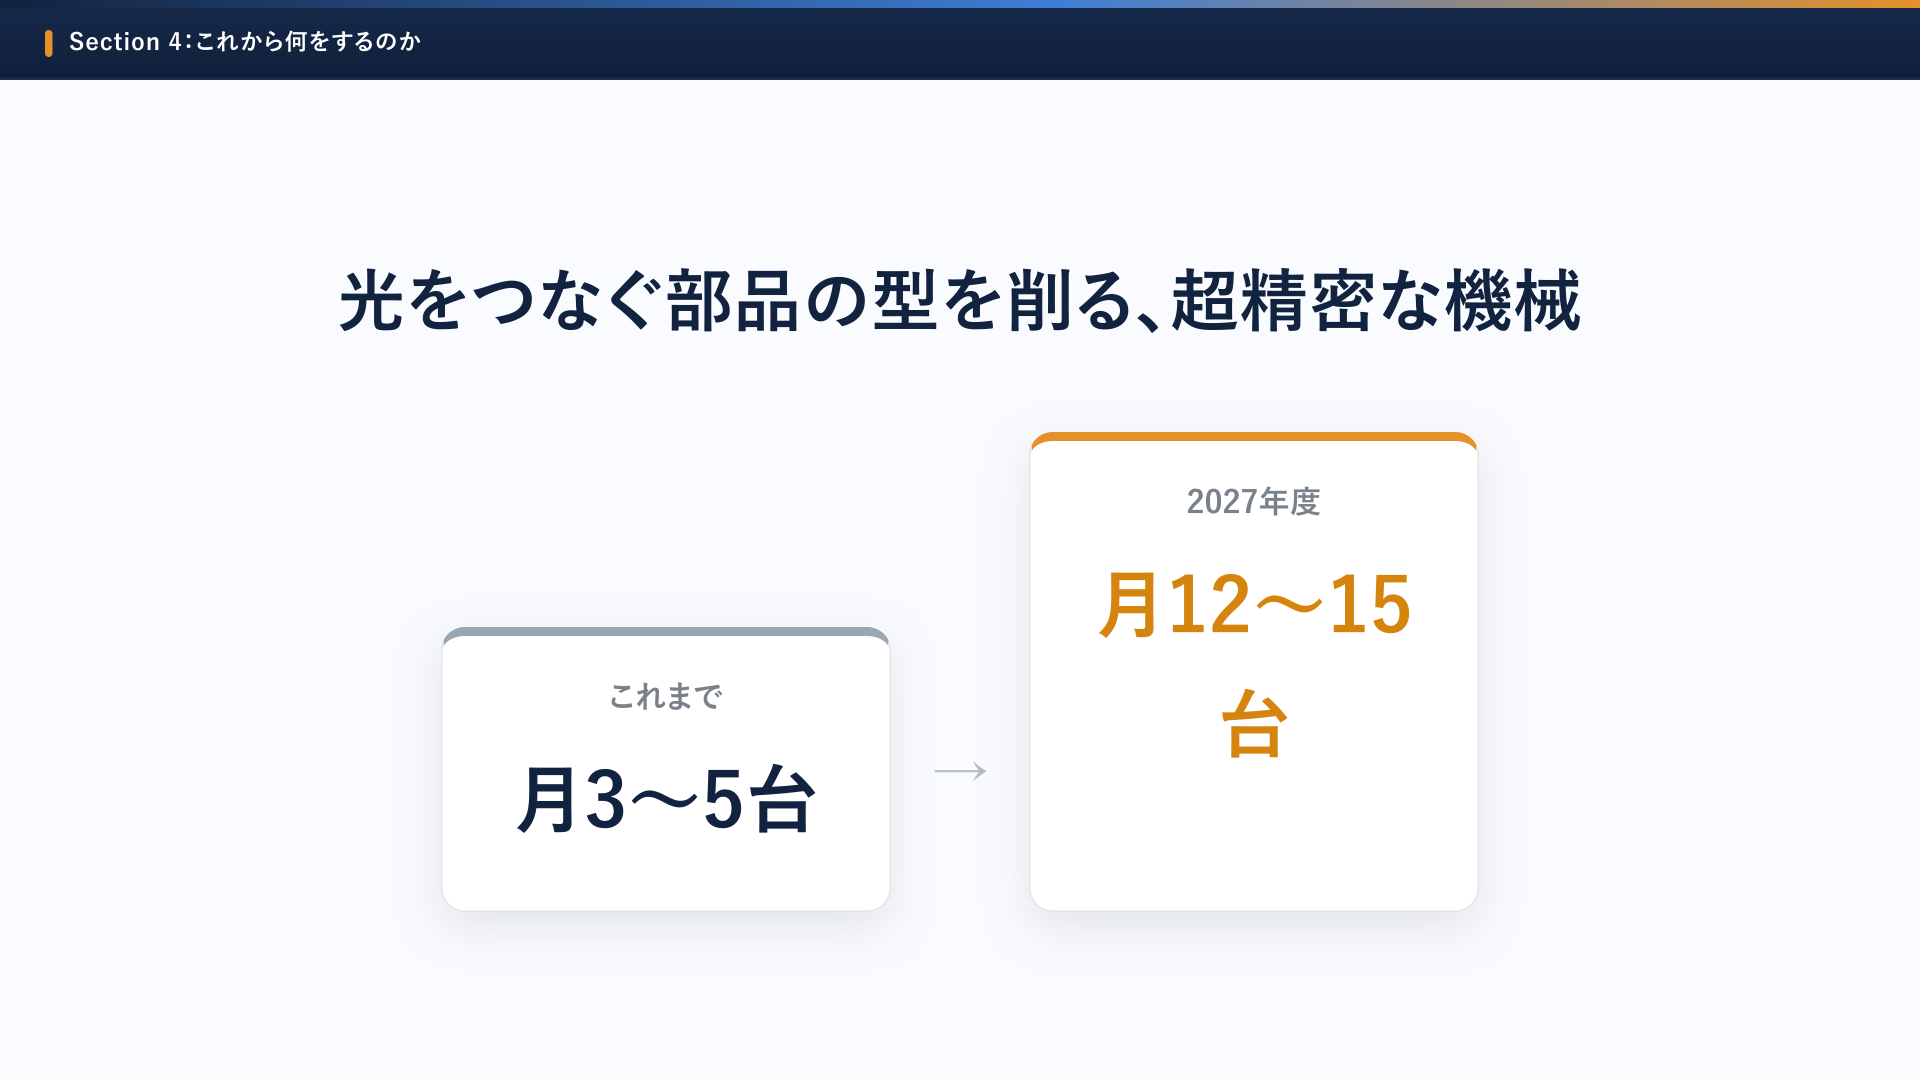 Section 4：これから何をするのか
光をつなぐ部品の型を削る、超精密な機械
これまで
月3〜5台
→
2027年度
月12〜15
台